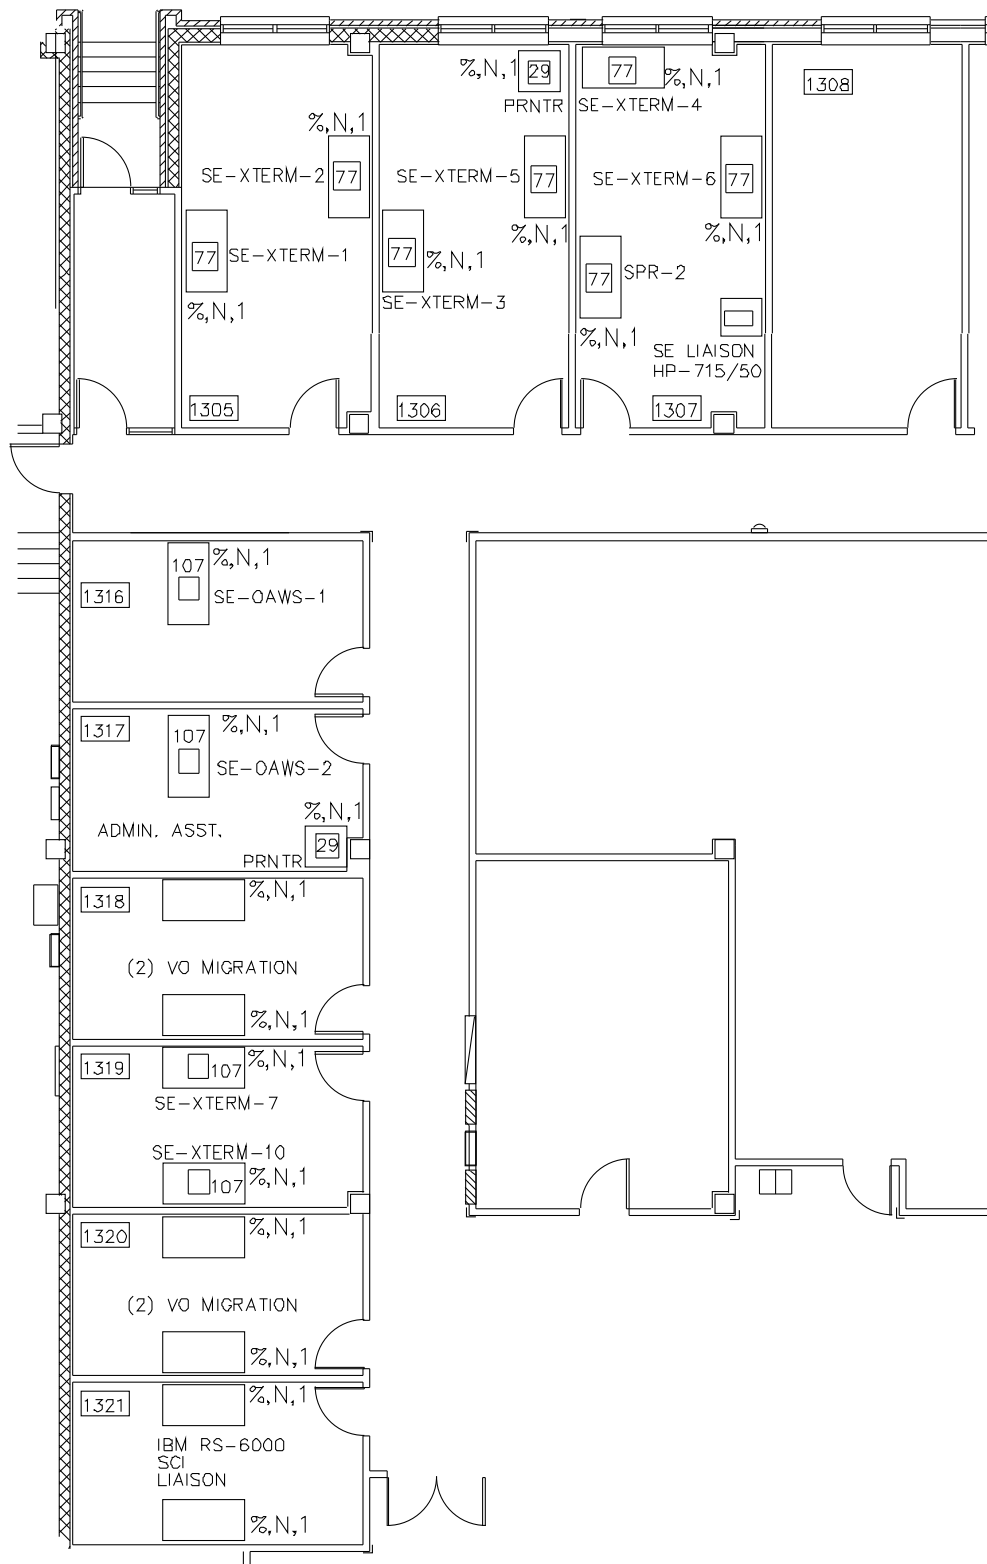 %,N,1
29
PRNTR
77
%,N,1
SE-XTERM-4
1308
%,N,1
SE-XTERM-2
77
SE-XTERM-5
77
%,N,1
SE-XTERM-6
77
%,N,1
77
SE-XTERM-1
%,N,1
77
%,N,1
SE-XTERM-3
77
SPR-2
%,N,1
SE LIAISON
HP-715/50
1305
1306
1307
107
%,N,1
1316
SE-OAWS-1
1317
107
%,N,1
SE-OAWS-2
%,N,1
ADMIN. ASST.
29
PRNTR
1318
%,N,1
(2) VO MIGRATION
%,N,1
1319
107
%,N,1
SE-XTERM-7
SE-XTERM-10
107
%,N,1
1320
%,N,1
(2) VO MIGRATION
%,N,1
1321
%,N,1
IBM RS-6000
SCI
LIAISON
%,N,1